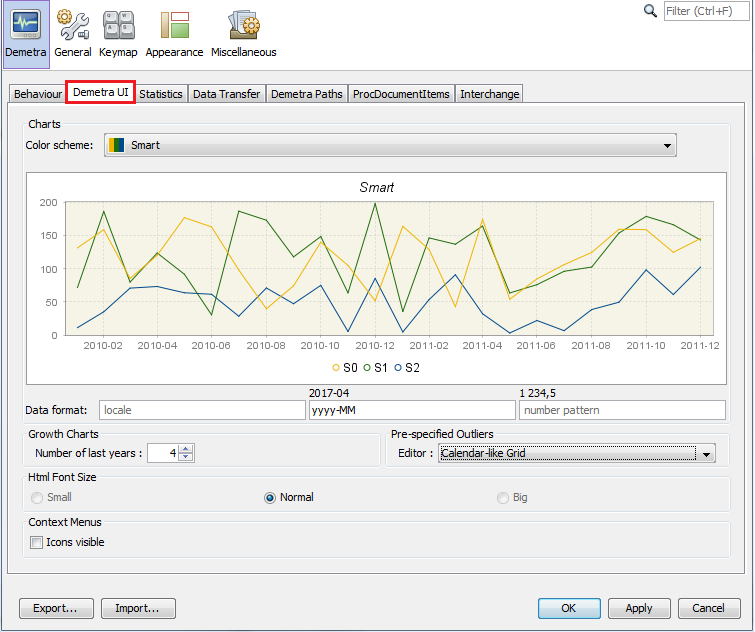 Filter (Ctrl+F)
Demetra General Keymap Appearance Miscellaneous
Behaviour Demetra UI Statistics Data Transfer Demetra Paths ProcDocumentItems Interchange
Charts
Color scheme: Smart
Smart
200
150
100
50
0
2010-02 2010-04 2010-06 2010-08 2010-10 2010-12 2011-02 2011-04 2011-06 2011-08 2011-10 2011-12
S0 S1 S2
2017-04 1 234,5
Data format: locale yyyy-MM number pattern
Growth Charts Pre-specified Outliers
Number of last years : 4 Editor : Calendar-like Grid
Html Font Size
Small Normal Big
Context Menus
Icons visible
Export... Import... OK Apply Cancel